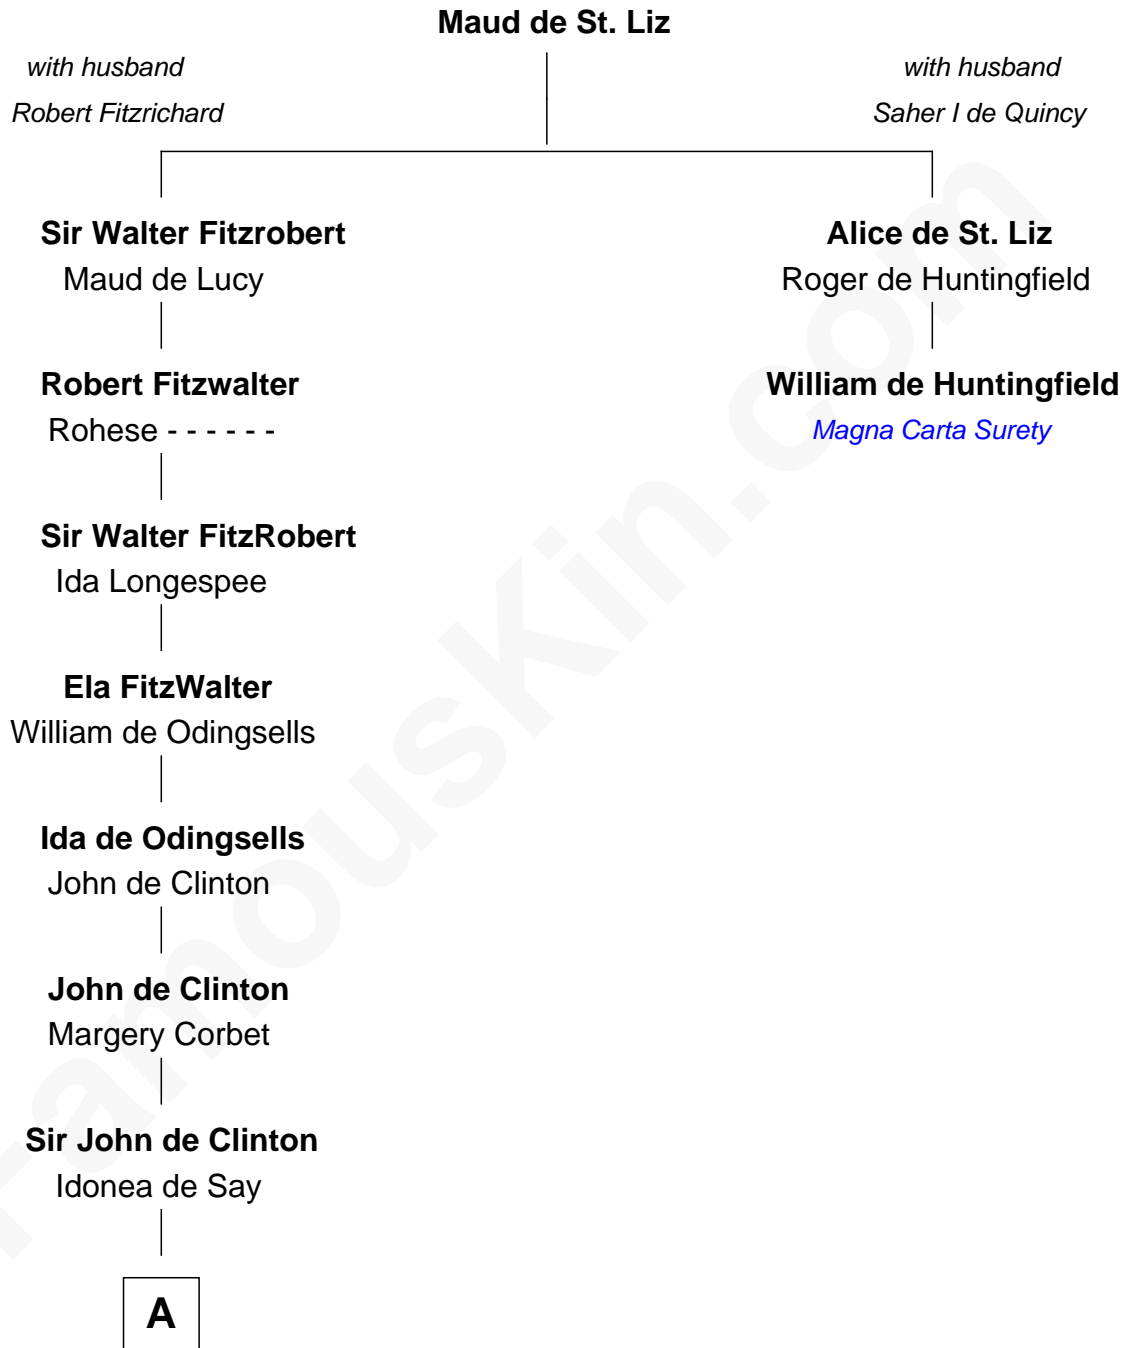 Maud de St. Liz
with husband
Robert Fitzrichard
with husband
Saher I de Quincy
Sir Walter Fitzrobert
Maud de Lucy
Alice de St. Liz
Roger de Huntingfield
Robert Fitzwalter
Rohese - - - - - -
William de Huntingfield
Magna Carta Surety
Sir Walter FitzRobert
Ida Longespee
Ela FitzWalter
William de Odingsells
Ida de Odingsells
John de Clinton
John de Clinton
Margery Corbet
Sir John de Clinton
Idonea de Say
A
FamousKin.com